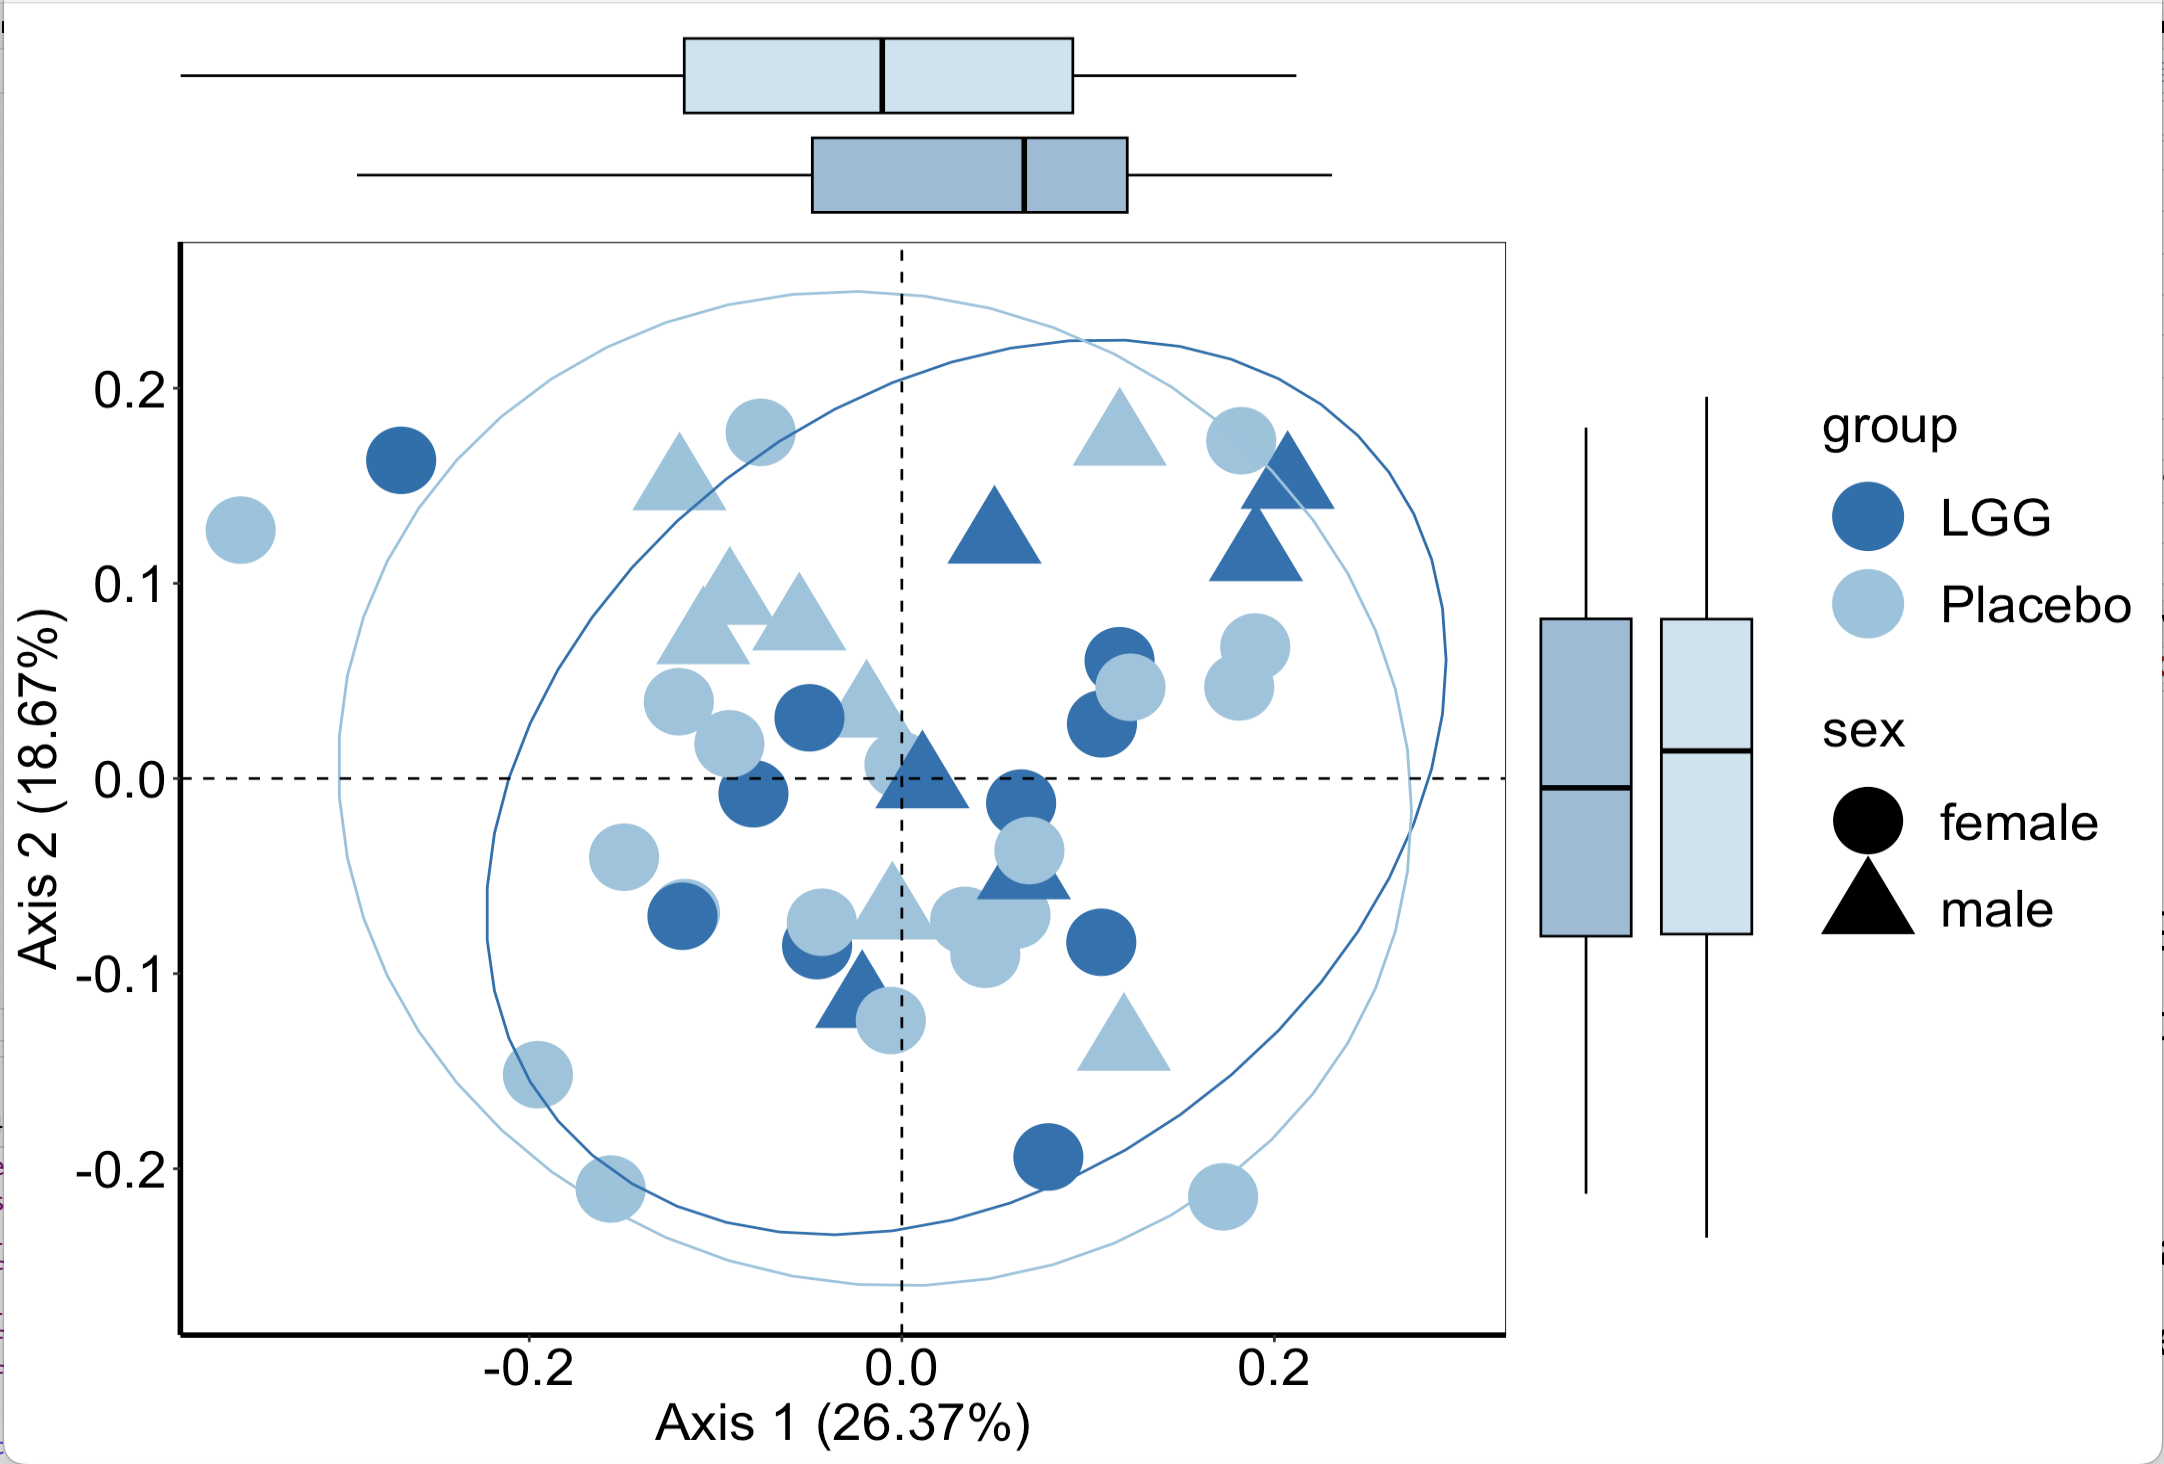 0.2
0.1
0.0
-0.1
-0.2
Axis 2 (18.67%)
-0.2
0.0
0.2
Axis 1 (26.37%)
group
LGG
Placebo
sex
female
male